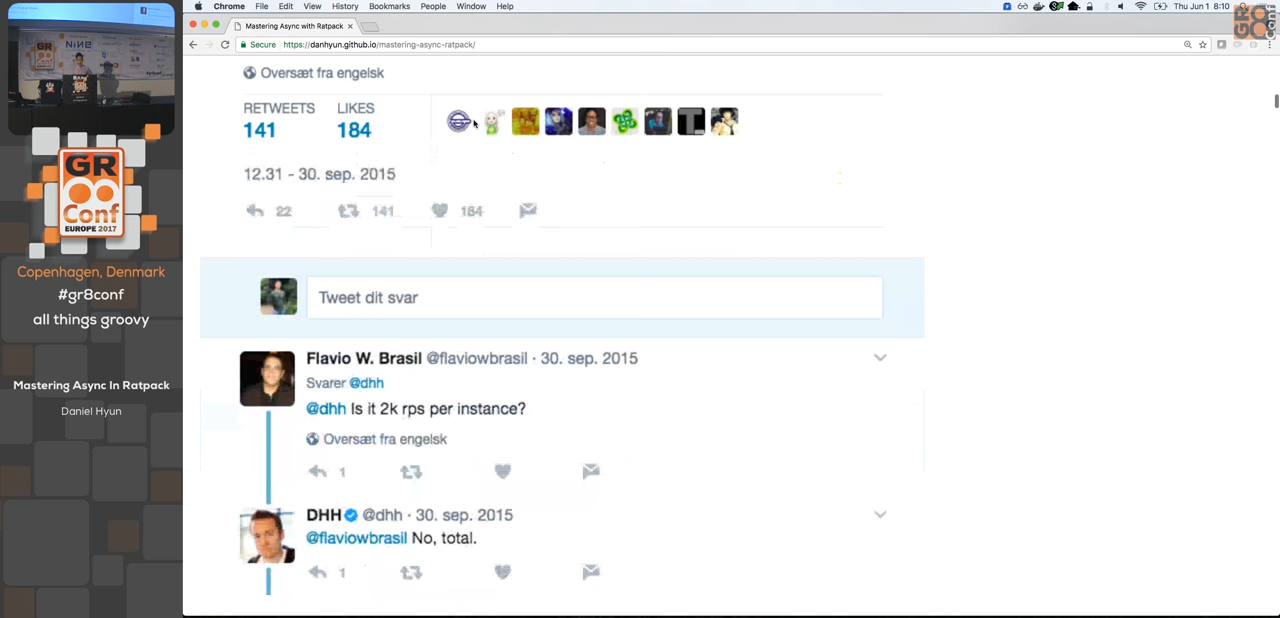 Chrome File Edit View History Bookmarks People Window Help
Thu Jun 1 8:10
Mastering Async with Ratpack
Secure https://danhyun.github.io/mastering-async-ratpack/
Oversæt fra engelsk
RETWEETS LIKES
141 184
12.31 - 30. sep. 2015
22 141 184
Tweet dit svar
Flavio W. Brasil @flaviowbrasil · 30. sep. 2015
Svarer @dhh
@dhh Is it 2k rps per instance?
Oversæt fra engelsk
1
DHH @dhh · 30. sep. 2015
@flaviowbrasil No, total.
1
GR
Conf
EUROPE 2017
Copenhagen, Denmark
#gr8conf
all things groovy
Mastering Async In Ratpack
Daniel Hyun